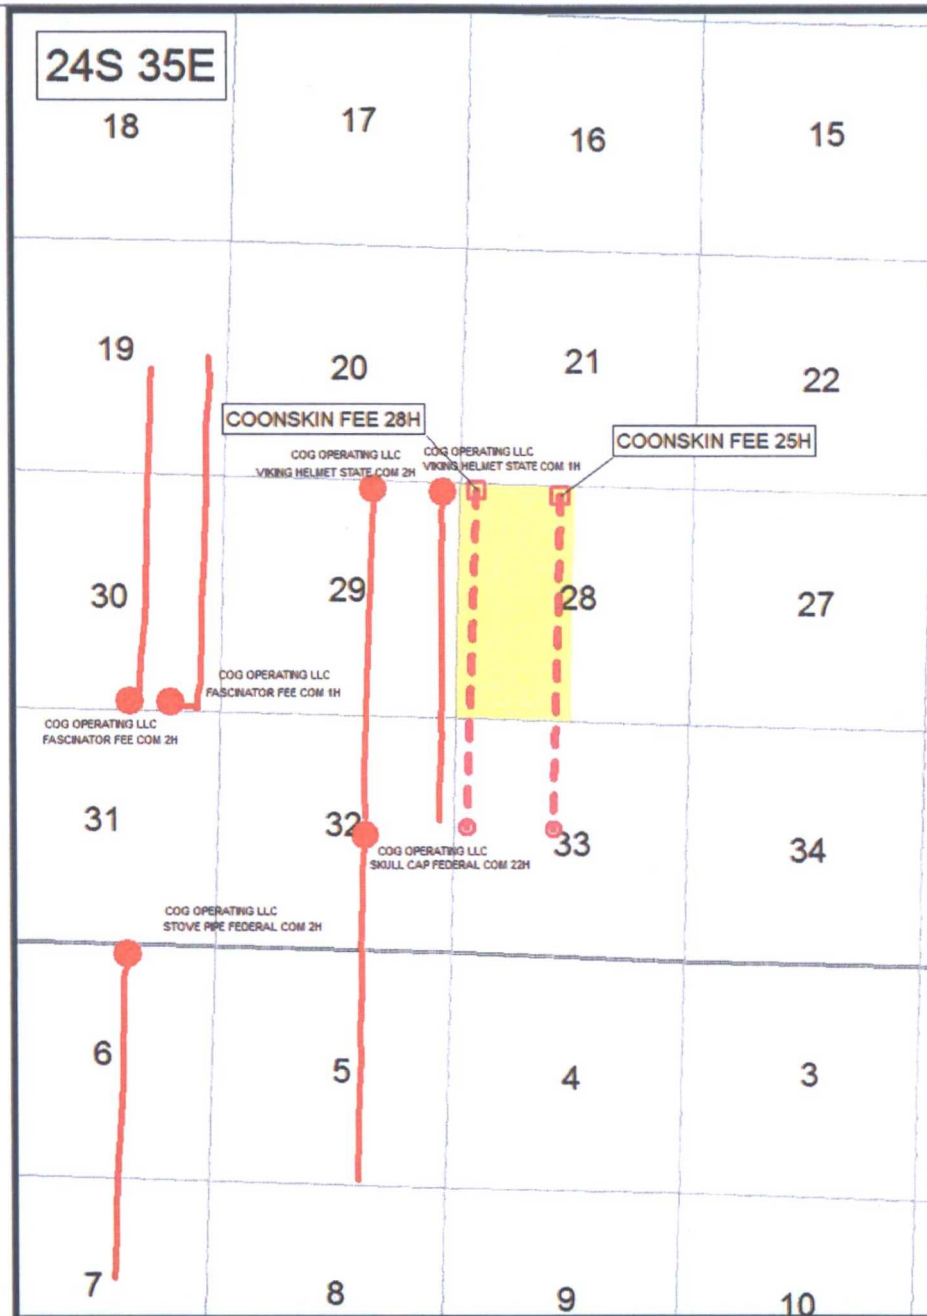 24S 35E
18
17
16
15
19
20
21
22
COONSKIN FEE 28H
COONSKIN FEE 25H
COG OPERATING LLC
VIKING HELMET STATE COM 2H
COG OPERATING LLC
VIKING HELMET STATE COM 1H
30
29
28
27
COG OPERATING LLC
FASCINATOR FEE COM 1H
COG OPERATING LLC
FASCINATOR FEE COM 2H
31
32
33
34
COG OPERATING LLC
SKULL CAP FEDERAL COM 22H
COG OPERATING LLC
STOVE PIPE FEDERAL COM 2H
6
5
4
3
7
8
9
10